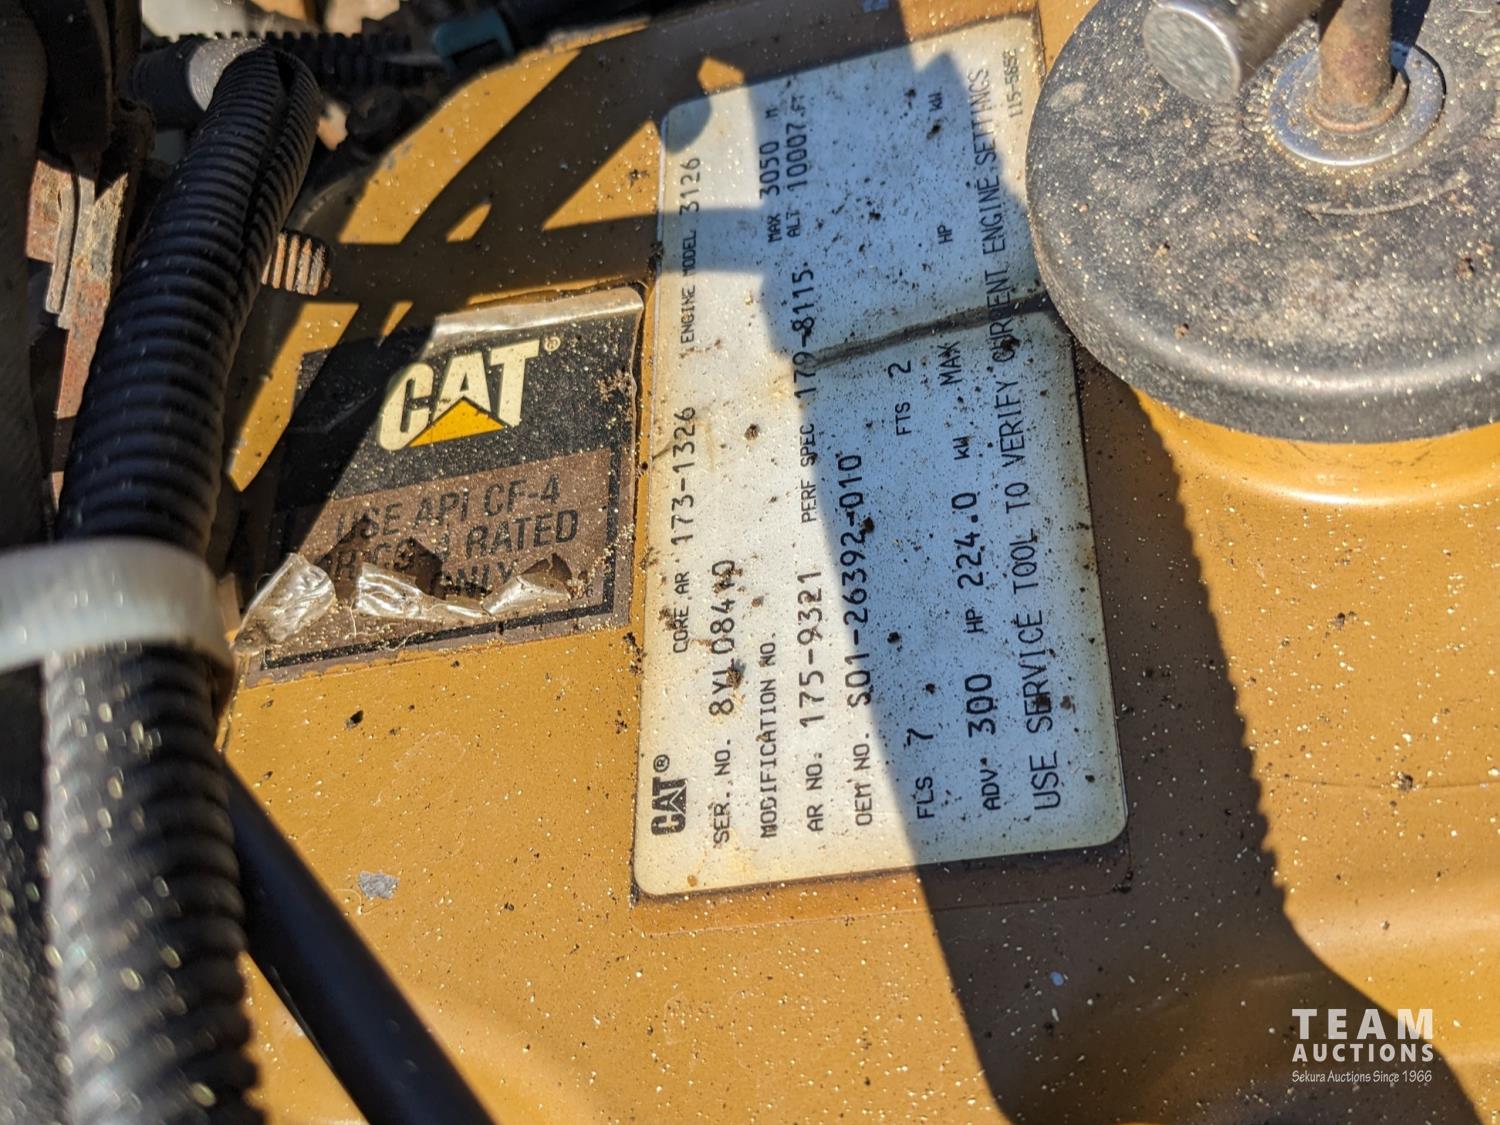 CAT®
USE API CF-4
RATED
ONLY
CAT®
CORE AR 173-1326 ENGINE MODEL 3126
SER. NO. 8YL08410
MODIFICATION NO. MAX 3050 M
AR NO. 175-9321 PERF SPEC 179-8115 ALT 10007.FT
OEM NO. S01-26392-010
FLS 7 FTS 2
ADV 300 HP 224.0 KW MAX HP KW
USE SERVICE TOOL TO VERIFY CURRENT ENGINE SETTINGS
TEAM
AUCTIONS
Sekura Auctions Since 1966